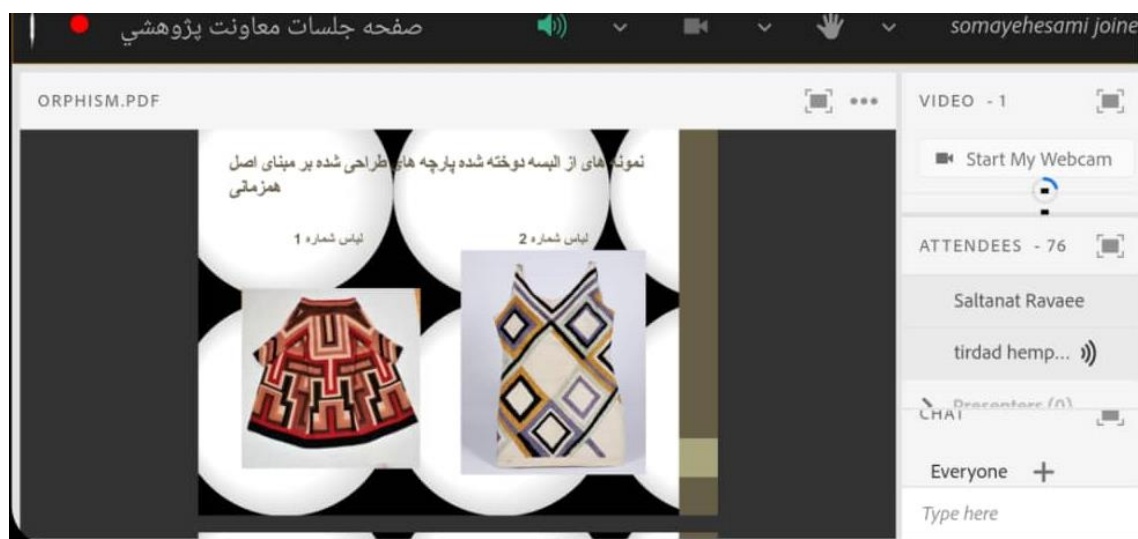 صفحه جلسات معاونت پژوهشي
somayehesami joine
ORPHISM.PDF
نمونه های از البسه دوخته شده پارچه های طراحی شده بر مبنای اصل
همزمانی
لباس شماره 1
لباس شماره 2
VIDEO - 1
Start My Webcam
ATTENDEES - 76
Saltanat Ravaee
tirdad hemp...
Presenters (0)
CHAT
Everyone
Type here